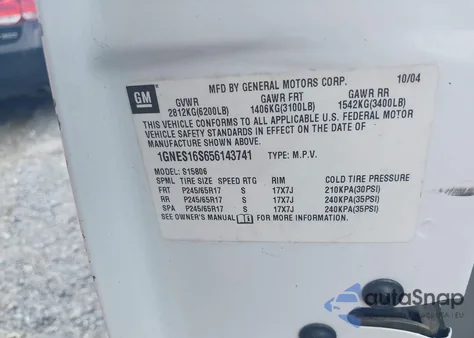 MFD BY GENERAL MOTORS CORP. 10/04
GM
GVWR GAWR FRT GAWR RR
2812KG(6200LB) 1406KG(3100LB) 1542KG(3400LB)
THIS VEHICLE CONFORMS TO ALL APPLICABLE U.S. FEDERAL MOTOR
VEHICLE SAFETY STANDARDS IN EFFECT ON THE DATE OF
MANUFACTURE SHOWN ABOVE.
1GNES16S656143741 TYPE: M.P.V.
MODEL: S15806
SPML TIRE SIZE SPEED RTG RIM COLD TIRE PRESSURE
FRT P245/65R17 S 17X7J 210KPA(30PSI)
RR P245/65R17 S 17X7J 240KPA(35PSI)
SPA P245/65R17 S 17X7J 240KPA(35PSI)
SEE OWNER'S MANUAL FOR MORE INFORMATION
autoSnap